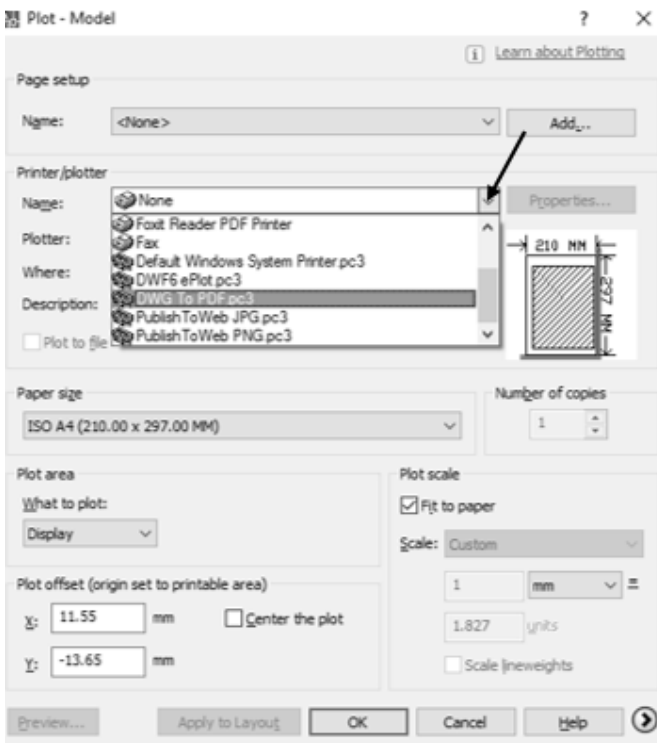 Plot - Model
? ×
i Learn about Plotting
Page setup
Name: <None> Add...
Printer/plotter
Name: None Properties...
Foxit Reader PDF Printer
Plotter: Fax
Default Windows System Printer.pc3
Where: DWF6 ePlot.pc3
Description: DWG To PDF.pc3
PublishToWeb JPG.pc3
Plot to file PublishToWeb PNG.pc3
210 MM
297 MM
Paper size
ISO A4 (210.00 x 297.00 MM)
Number of copies
1
Plot area
What to plot:
Display
Plot scale
Fit to paper
Scale: Custom
1 mm =
1.827 units
Scale lineweights
Plot offset (origin set to printable area)
X: 11.55 mm Center the plot
Y: -13.65 mm
Preview... Apply to Layout OK Cancel Help